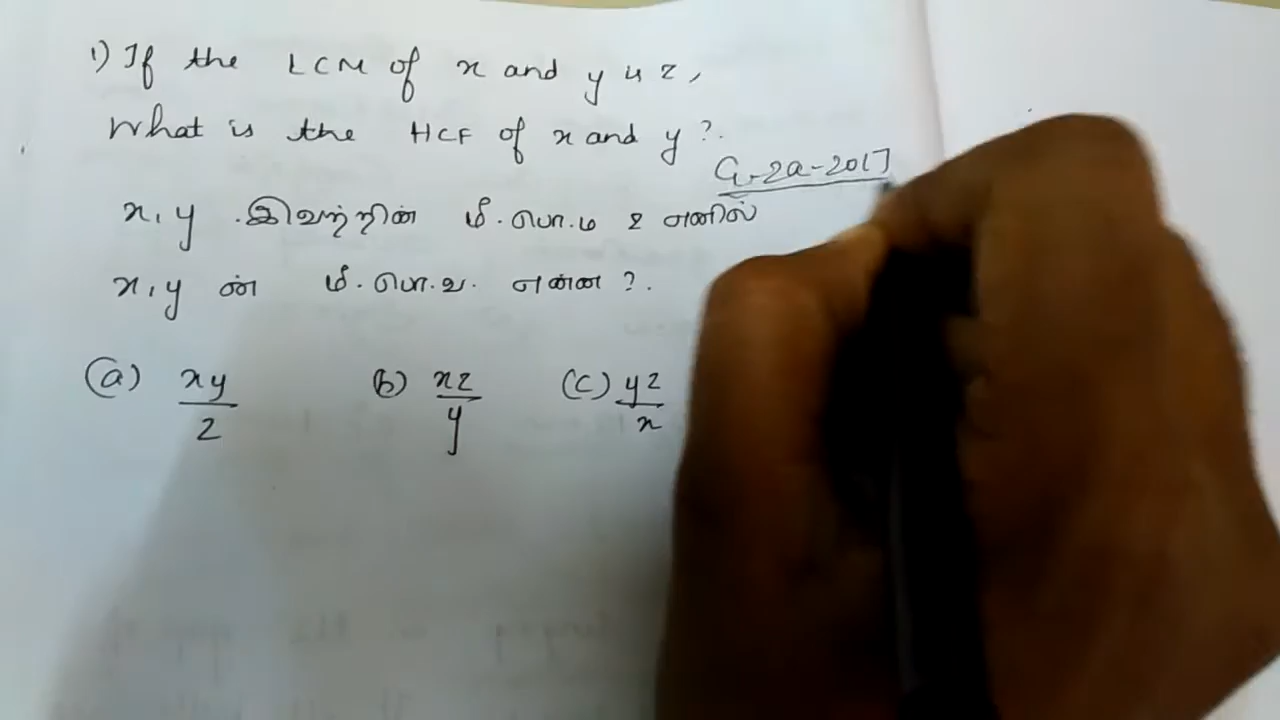 1) If the LCM of x and y is z,
What is the HCF of x and y ?.
G-2a-2017
x, y இவற்றின் மீ.பொ.ம z எனில்
x, y ன் மீ.பொ.வ. என்ன ?.
(a) xy/z (b) xz/y (c) yz/x